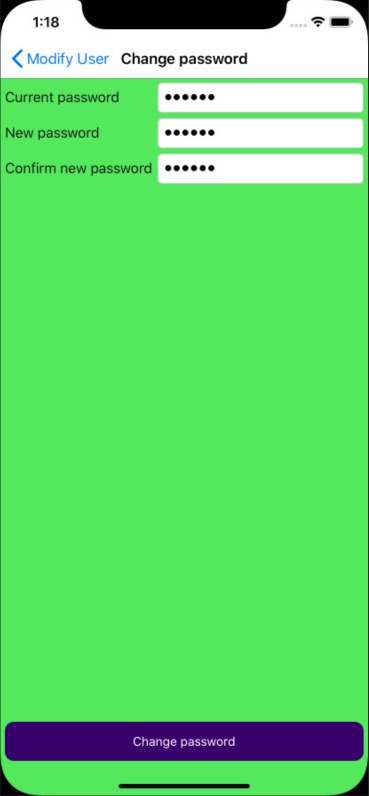 1:18
Modify User Change password
Current password ••••••
New password ••••••
Confirm new password ••••••
Change password